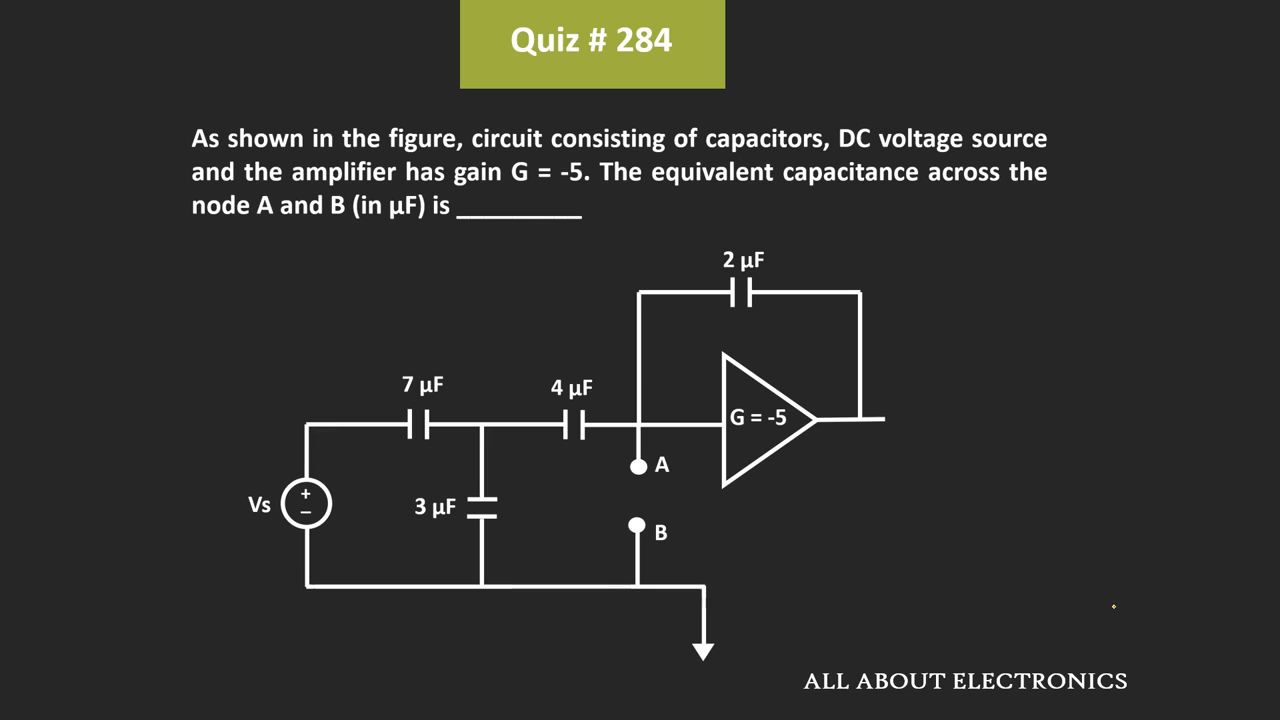 Quiz # 284
As shown in the figure, circuit consisting of capacitors, DC voltage source
and the amplifier has gain G = -5. The equivalent capacitance across the
node A and B (in μF) is __________
2 μF
7 μF
4 μF
G = -5
A
+
Vs
−
3 μF
B
ALL ABOUT ELECTRONICS